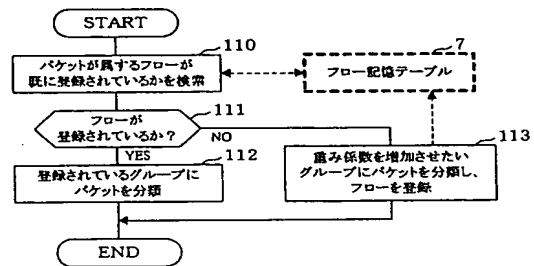 START
110
パケットが属するフローが
既に登録されているかを検索
7
フロー記憶テーブル
111
フローが
登録されているか？
NO
YES
112
登録されているグループに
パケットを分類
113
重み係数を増加させたい
グループにパケットを分類し、
フローを登録
END